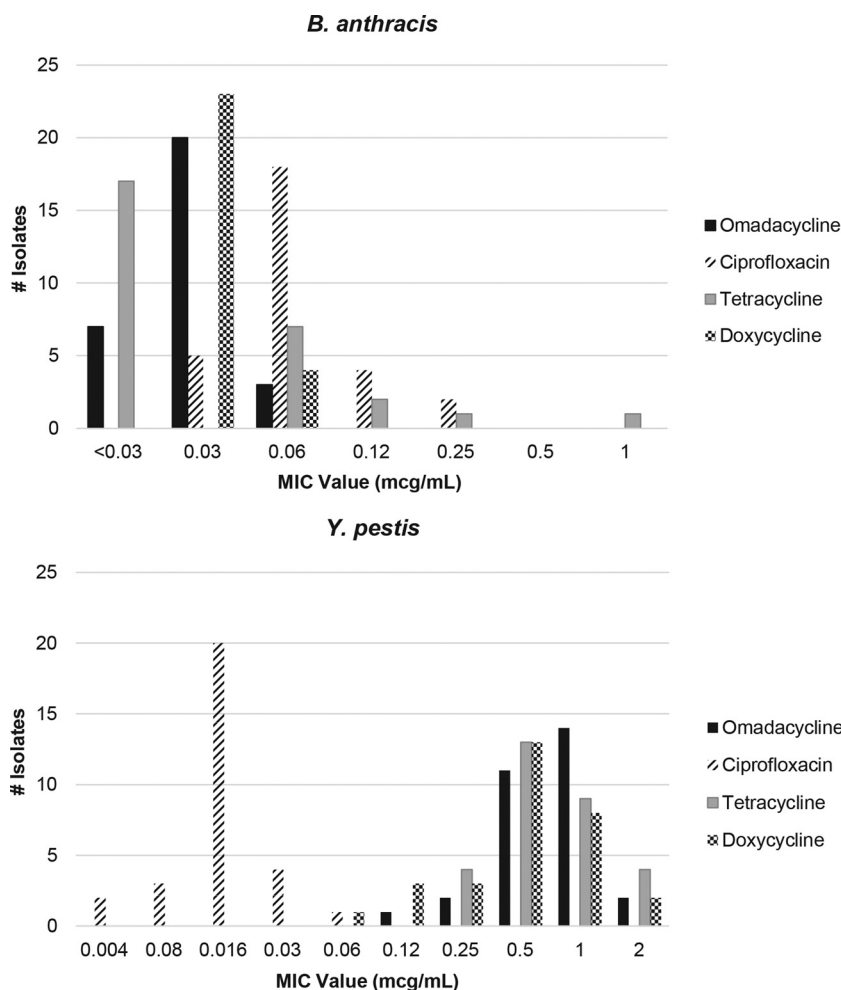 B. anthracis
25
20
15
10
5
0
# Isolates
<0.03 0.03 0.06 0.12 0.25 0.5 1
MIC Value (mcg/mL)
Omadacycline
Ciprofloxacin
Tetracycline
Doxycycline
Y. pestis
25
20
15
10
5
0
# Isolates
0.004 0.08 0.016 0.03 0.06 0.12 0.25 0.5 1 2
MIC Value (mcg/mL)
Omadacycline
Ciprofloxacin
Tetracycline
Doxycycline